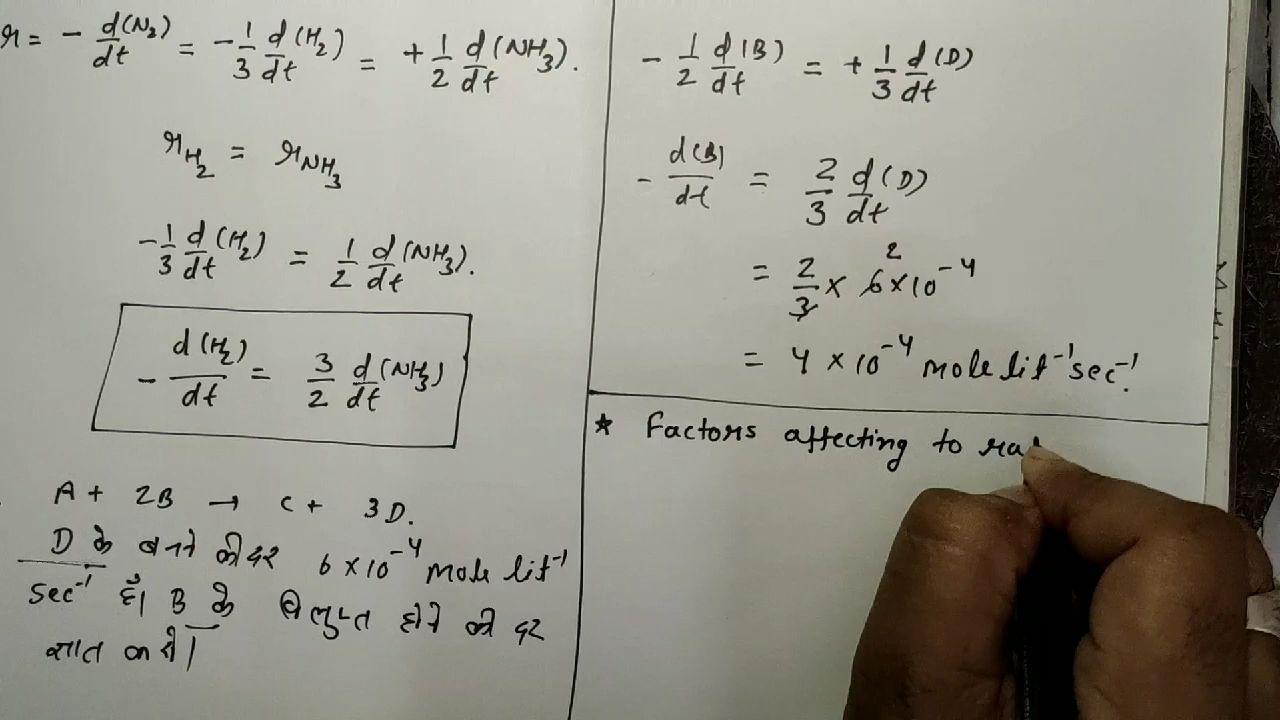 r = - d(N2)/dt = - 1/3 d(H2)/dt = + 1/2 d(NH3)/dt.
rH2 = rNH3
- 1/3 d(H2)/dt = 1/2 d(NH3)/dt.
- d(H2)/dt = 3/2 d(NH3)/dt
A + 2B → C + 3D.
D के बनने की दर 6 × 10⁻⁴ mole lit⁻¹
sec⁻¹ है। B के विलुप्त होने की दर
ज्ञात करो।
- 1/2 d(B)/dt = + 1/3 d(D)/dt
- d(B)/dt = 2/3 d(D)/dt
= 2/3 × 6 × 10⁻⁴
2
= 4 × 10⁻⁴ mole lit⁻¹ sec⁻¹.
* Factors affecting to